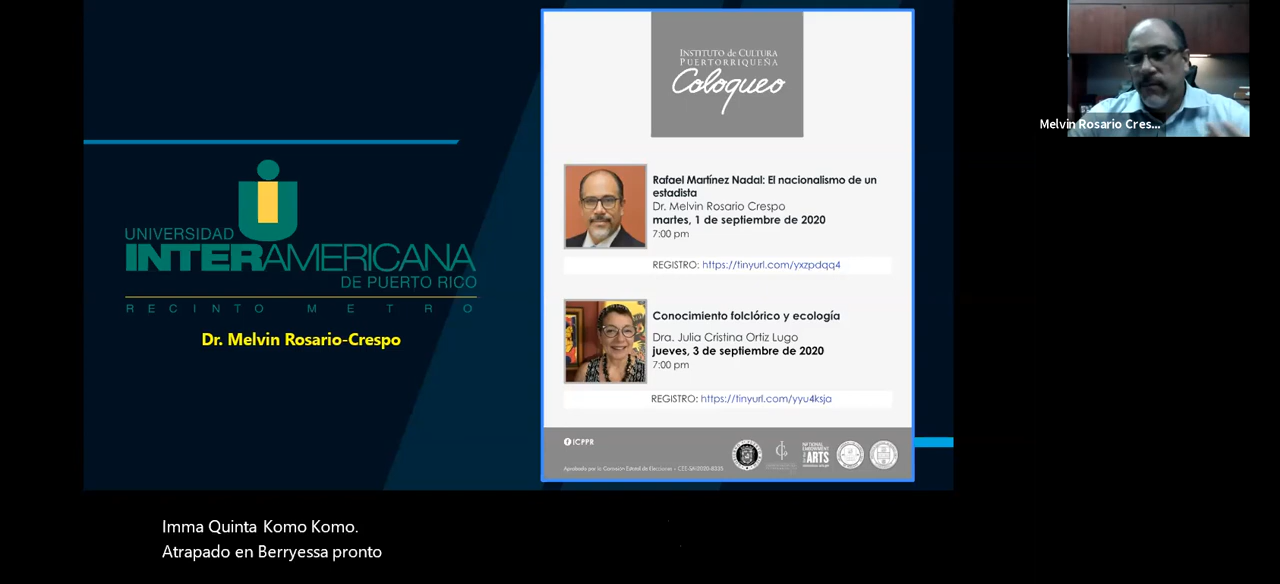 UNIVERSIDAD
INTERAMERICANA
DE PUERTO RICO
RECINTO METRO
Dr. Melvin Rosario-Crespo
INSTITUTO de CULTURA
PUERTORRIQUEÑA
Coloqueo
Rafael Martínez Nadal: El nacionalismo de un
estadista
Dr. Melvin Rosario Crespo
martes, 1 de septiembre de 2020
7:00 pm
REGISTRO: https://tinyurl.com/yxzpdqq4
Conocimiento folclórico y ecología
Dra. Julia Cristina Ortiz Lugo
jueves, 3 de septiembre de 2020
7:00 pm
REGISTRO: https://tinyurl.com/yyu4ksja
ICPPR
NATIONAL
ENDOWMENT
ARTS
Melvin Rosario Cres...
Imma Quinta Komo Komo.
Atrapado en Berryessa pronto